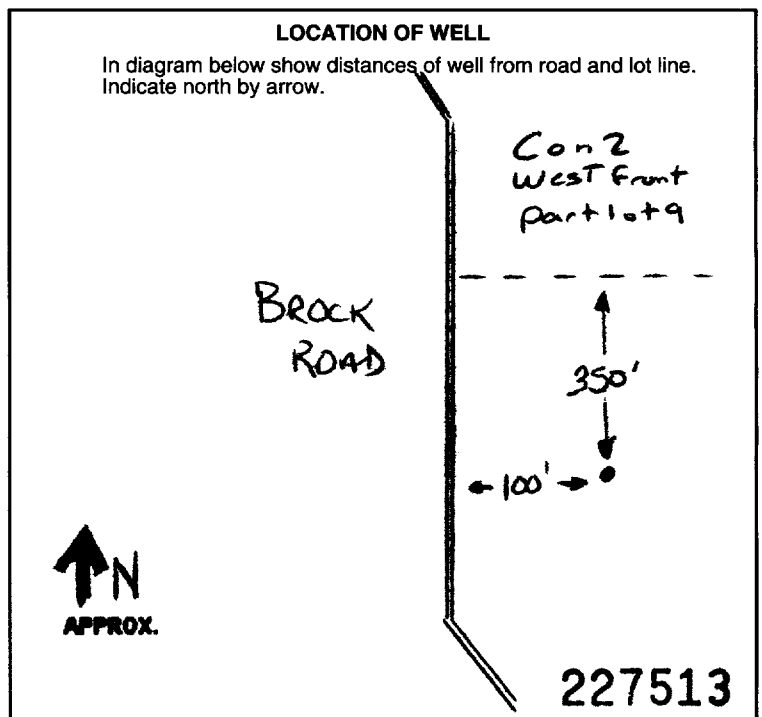 LOCATION OF WELL
In diagram below show distances of well from road and lot line.
Indicate north by arrow.
Con 2
West Front
Part lot 9
BROCK
ROAD
350'
100'
N
APPROX.
227513